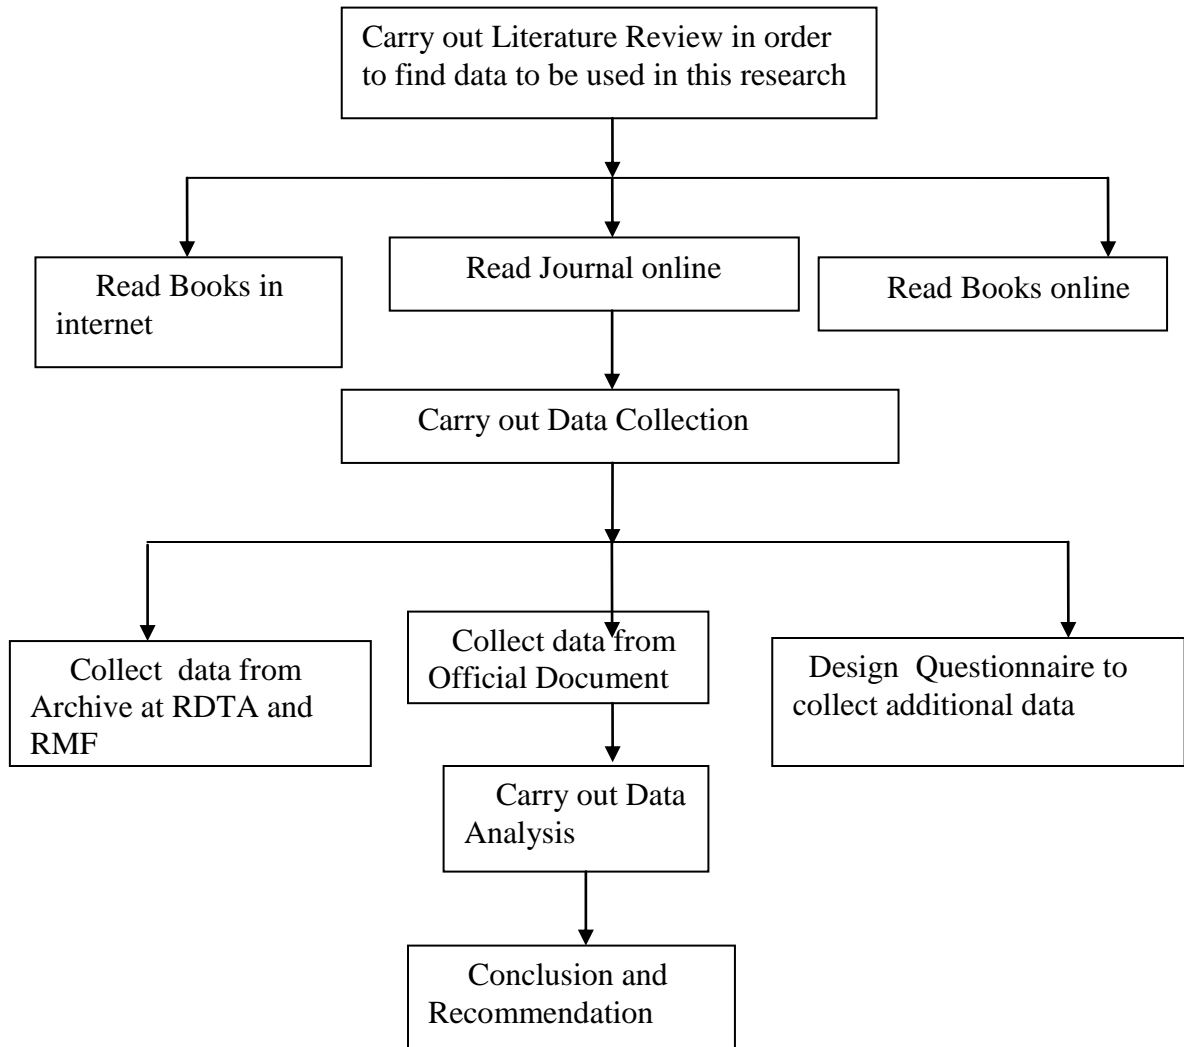 Carry out Literature Review in order
to find data to be used in this research
Read Books in
internet
Read Journal online
Read Books online
Carry out Data Collection
Collect data from
Archive at RDTA and
RMF
Collect data from
Official Document
Design Questionnaire to
collect additional data
Carry out Data
Analysis
Conclusion and
Recommendation